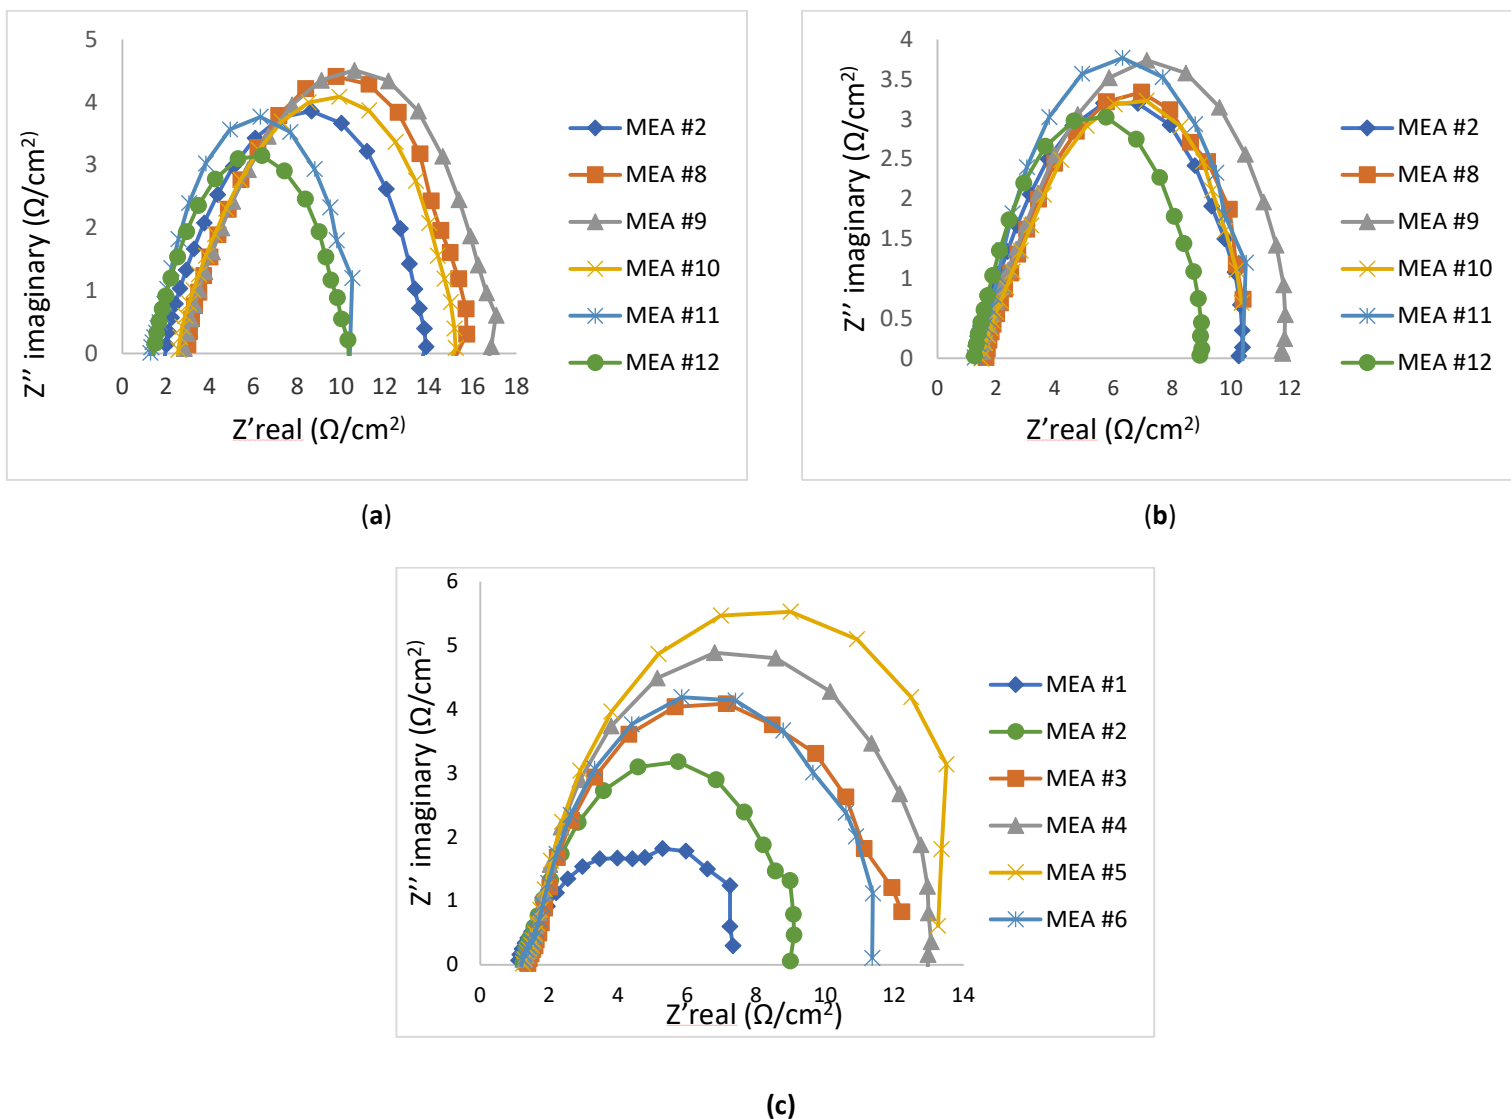 5
4
3
2
1
0
0 2 4 6 8 10 12 14 16 18
Z'' imaginary (Ω/cm²)
Z'real (Ω/cm²⁾
MEA #2
MEA #8
MEA #9
MEA #10
MEA #11
MEA #12
(a)
4
3.5
3
2.5
2
1.5
1
0.5
0
0 2 4 6 8 10 12
Z'' imaginary (Ω/cm²)
Z'real (Ω/cm²⁾
MEA #2
MEA #8
MEA #9
MEA #10
MEA #11
MEA #12
(b)
6
5
4
3
2
1
0
0 2 4 6 8 10 12 14
Z'' imaginary (Ω/cm²⁾
Z'real (Ω/cm²)
MEA #1
MEA #2
MEA #3
MEA #4
MEA #5
MEA #6
(c)